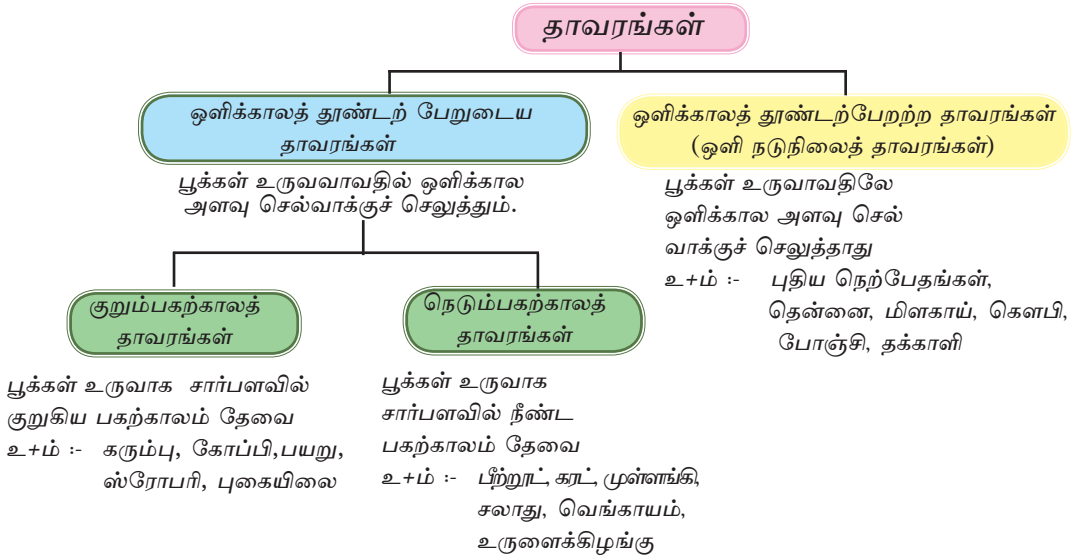 தாவரங்கள்
ஒளிக்காலத் தூண்டற் பேறுடைய
தாவரங்கள்
பூக்கள் உருவவாவதில் ஒளிக்கால
அளவு செல்வாக்குச் செலுத்தும்.
ஒளிக்காலத் தூண்டற்பேறற்ற தாவரங்கள்
(ஒளி நடுநிலைத் தாவரங்கள்)
பூக்கள் உருவாவதிலே
ஒளிக்கால அளவு செல்
வாக்குச் செலுத்தாது
உ+ம் :- புதிய நெற்பேதங்கள்,
தென்னை, மிளகாய், கௌபி,
போஞ்சி, தக்காளி
குறும்பகற்காலத்
தாவரங்கள்
பூக்கள் உருவாக சார்பளவில்
குறுகிய பகற்காலம் தேவை
உ+ம் :- கரும்பு, கோப்பி,பயறு,
ஸ்ரோபரி, புகையிலை
நெடும்பகற்காலத்
தாவரங்கள்
பூக்கள் உருவாக
சார்பளவில் நீண்ட
பகற்காலம் தேவை
உ+ம் :- பீற்றூட், கரட், முள்ளங்கி,
சலாது, வெங்காயம்,
உருளைக்கிழங்கு